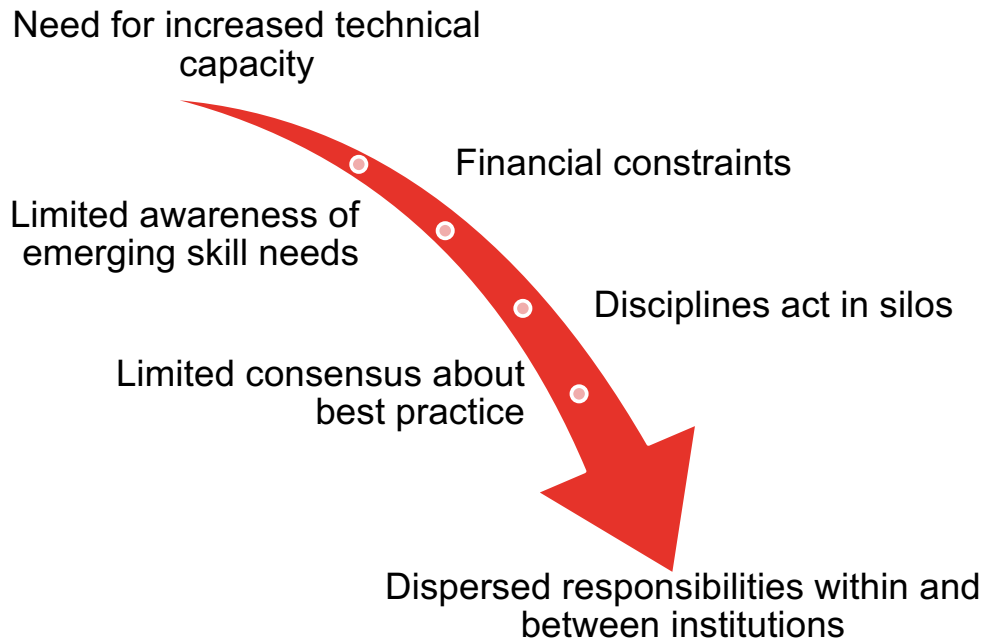 Need for increased technical
capacity
Financial constraints
Limited awareness of
emerging skill needs
Disciplines act in silos
Limited consensus about
best practice
Dispersed responsibilities within and
between institutions